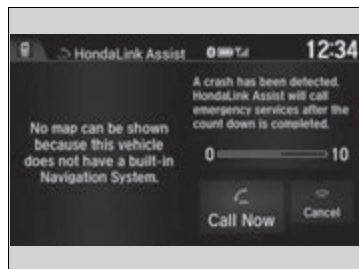 HondaLink Assist
12:34
A crash has been detected.
HondaLink Assist will call
emergency services after the
count down is completed.
No map can be shown
because this vehicle
does not have a built-in
Navigation System.
0 10
Call Now
Cancel